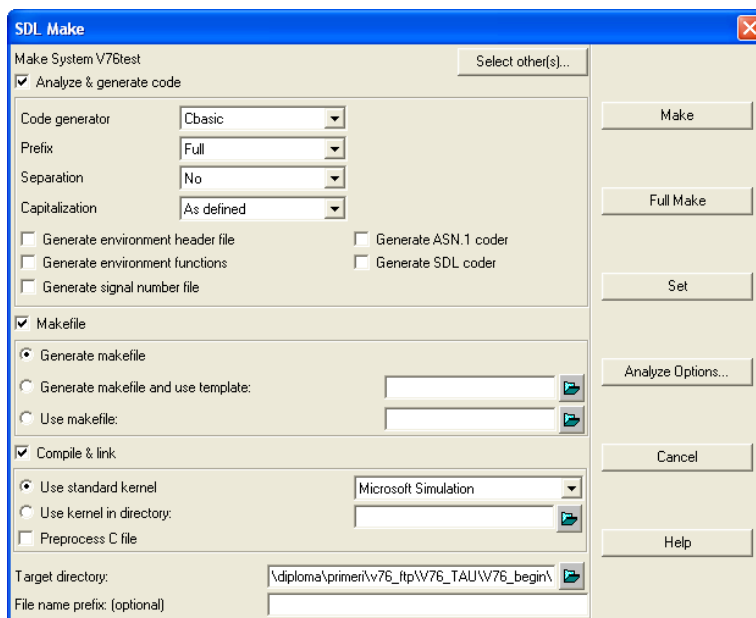 SDL Make
Make System V76test
Select other(s)...
Analyze & generate code
Code generator
Cbasic
Prefix
Full
Separation
No
Capitalization
As defined
Generate environment header file
Generate ASN.1 coder
Generate environment functions
Generate SDL coder
Generate signal number file
Makefile
Generate makefile
Generate makefile and use template:
Use makefile:
Compile & link
Use standard kernel
Microsoft Simulation
Use kernel in directory:
Preprocess C file
Target directory:
\diploma\primeri\v76_ftp\V76_TAU\V76_begin\
File name prefix: (optional)
Make
Full Make
Set
Analyze Options...
Cancel
Help